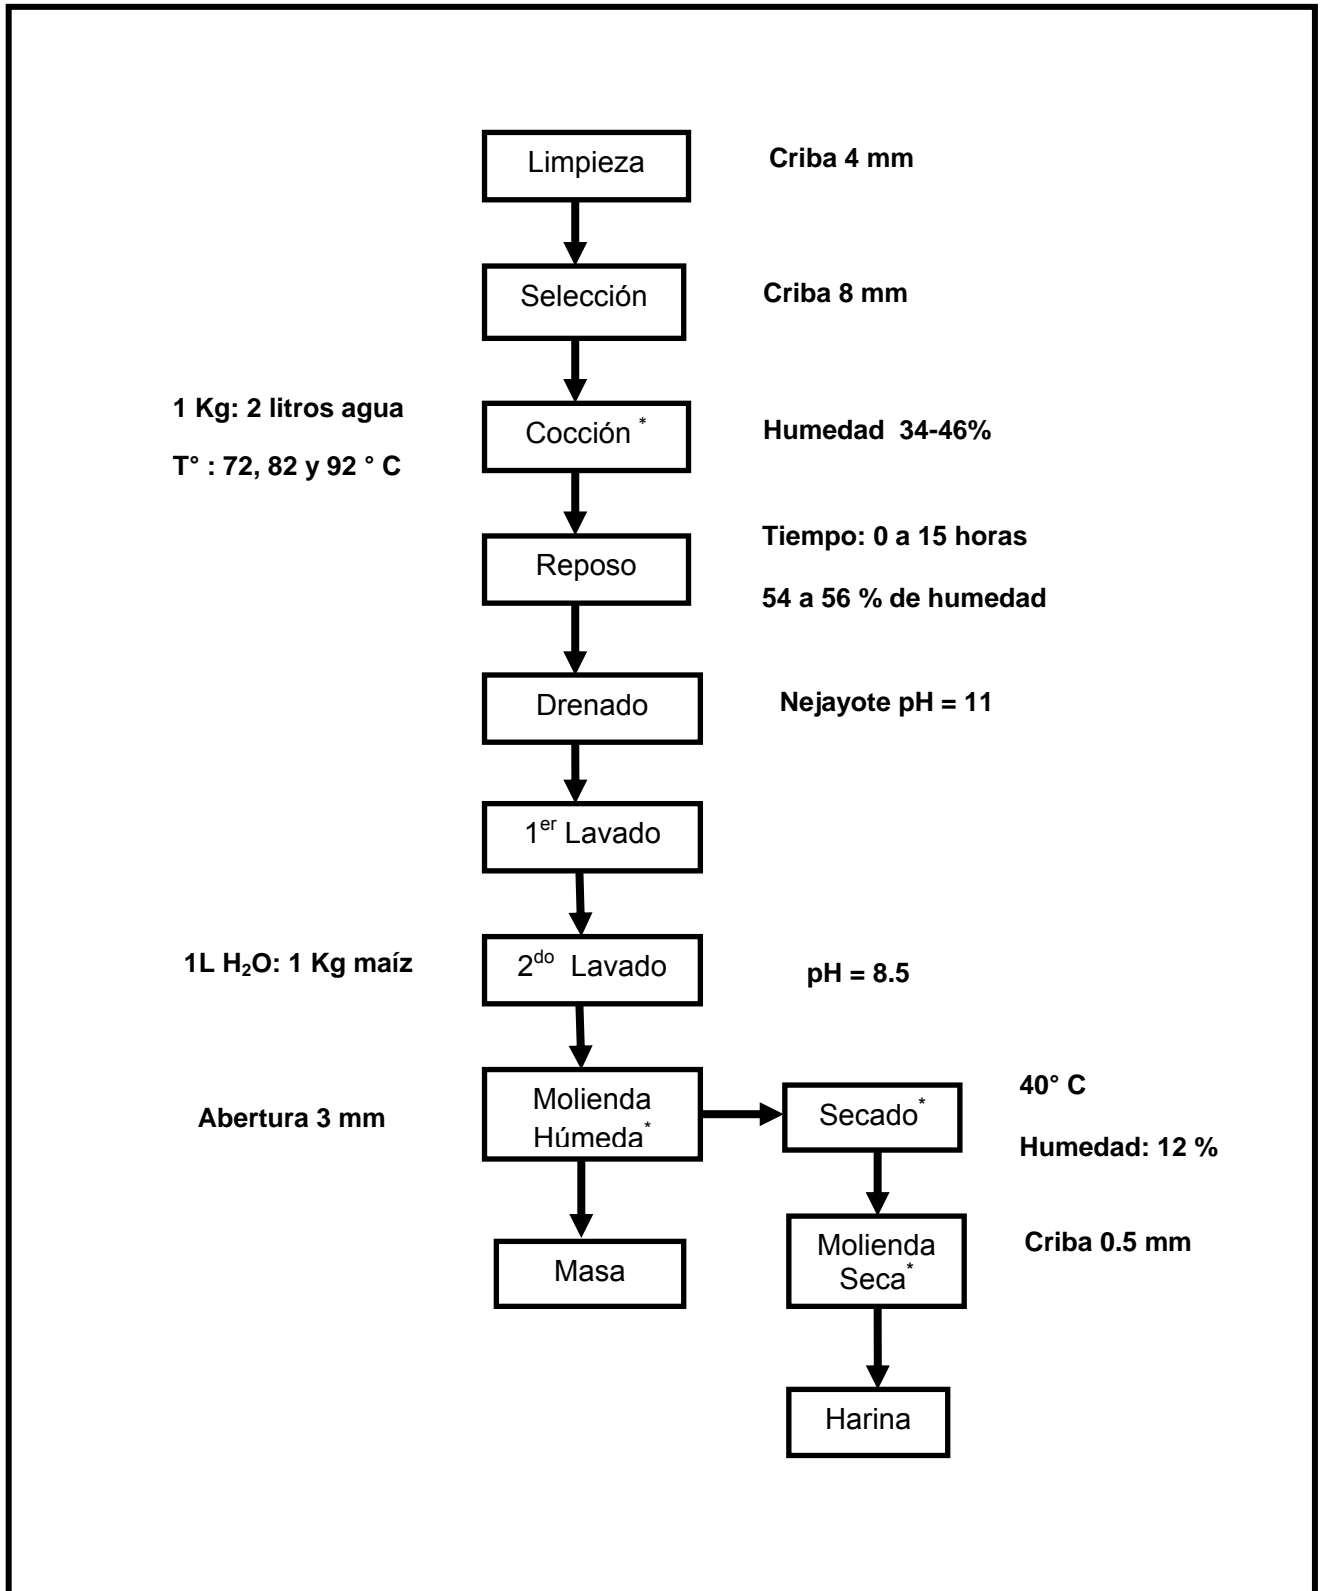 Limpieza
Criba 4 mm
Selección
Criba 8 mm
1 Kg: 2 litros agua
T° : 72, 82 y 92 ° C
Cocción *
Humedad  34-46%
Reposo
Tiempo: 0 a 15 horas
54 a 56 % de humedad
Drenado
Nejayote pH = 11
1er Lavado
1L H₂O: 1 Kg maíz
2do  Lavado
pH = 8.5
Abertura 3 mm
Molienda
Húmeda*
Secado*
40° C
Humedad: 12 %
Masa
Molienda
Seca*
Criba 0.5 mm
Harina